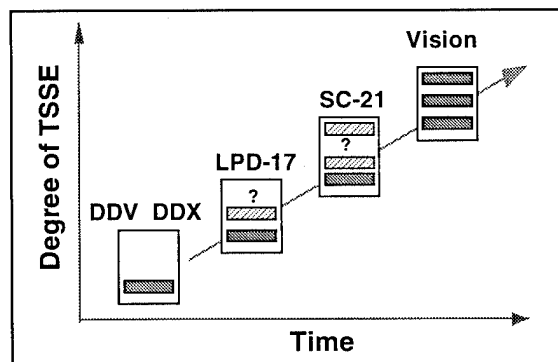 Vision
SC-21
?
LPD-17
?
DDV DDX
Degree of TSSE
Time